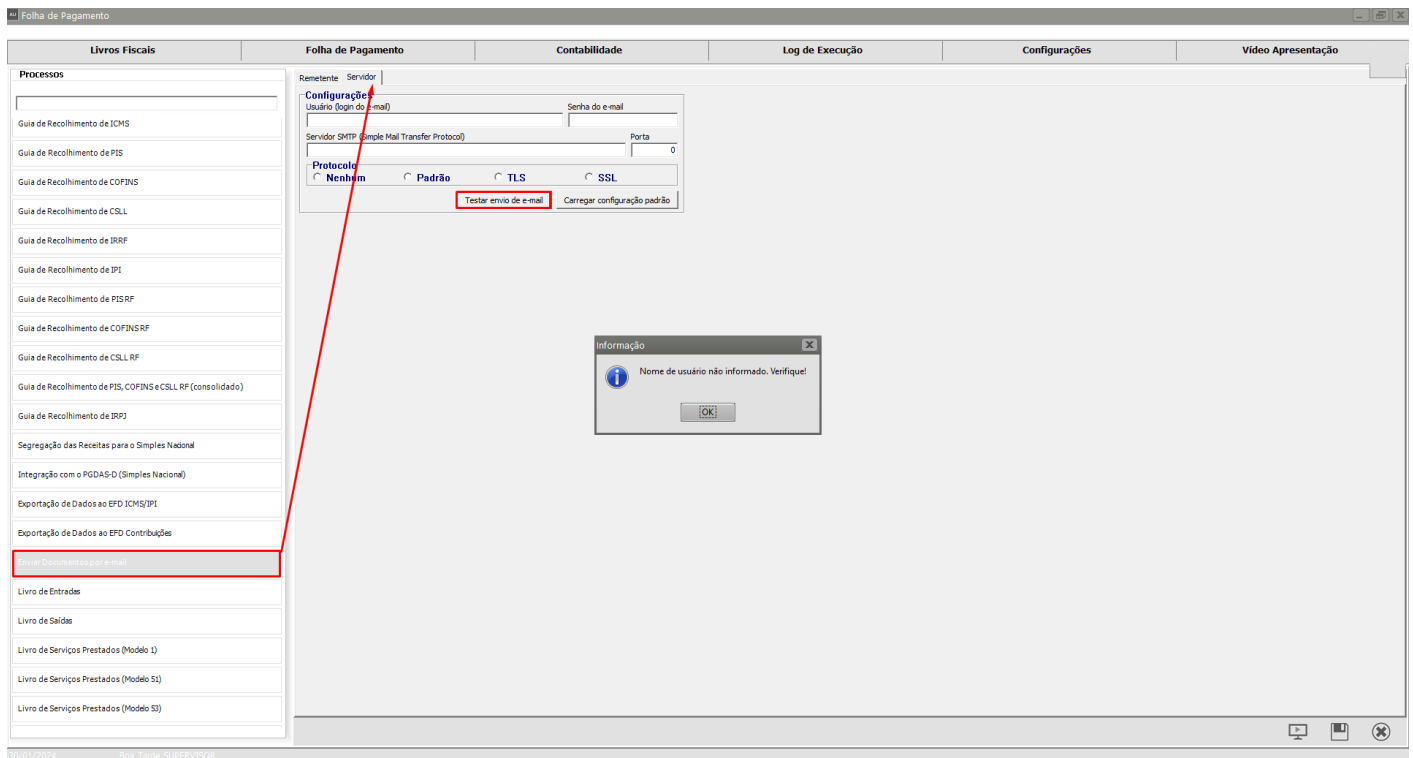 AU Folha de Pagamento
Livros Fiscais Folha de Pagamento Contabilidade Log de Execução Configurações Vídeo Apresentação
Processos
Guia de Recolhimento de ICMS
Guia de Recolhimento de PIS
Guia de Recolhimento de COFINS
Guia de Recolhimento de CSLL
Guia de Recolhimento de IRRF
Guia de Recolhimento de IPI
Guia de Recolhimento de PIS RF
Guia de Recolhimento de COFINS RF
Guia de Recolhimento de CSLL RF
Guia de Recolhimento de PIS, COFINS e CSLL RF (consolidado)
Guia de Recolhimento de IRPJ
Segregação das Receitas para o Simples Nacional
Integração com o PGDAS-D (Simples Nacional)
Exportação de Dados ao EFD ICMS/IPI
Exportação de Dados ao EFD Contribuições
Enviar Documentos por e-mail
Livro de Entradas
Livro de Saídas
Livro de Serviços Prestados (Modelo 1)
Livro de Serviços Prestados (Modelo 51)
Livro de Serviços Prestados (Modelo 53)
Remetente Servidor
Configurações
Usuário (login do e-mail) Senha do e-mail
Servidor SMTP (Simple Mail Transfer Protocol) Porta
0
Protocolo
Nenhum Padrão TLS SSL
Testar envio de e-mail Carregar configuração padrão
Informação
Nome de usuário não informado. Verifique!
OK
30/01/2024 Boa Tarde SUPERVISOR